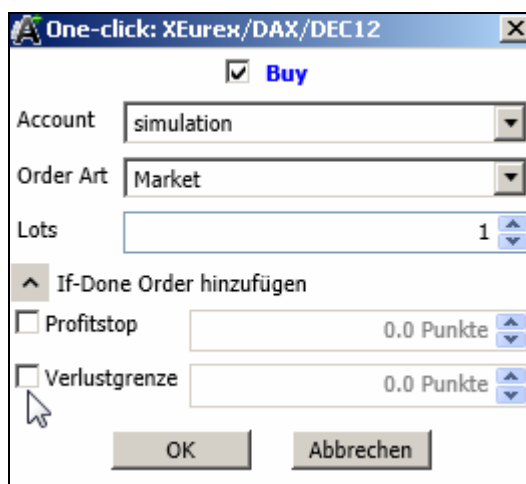 One-click: XEurex/DAX/DEC12
Buy
Account simulation
Order Art Market
Lots 1
If-Done Order hinzufügen
Profitstop 0.0 Punkte
Verlustgrenze 0.0 Punkte
OK Abbrechen